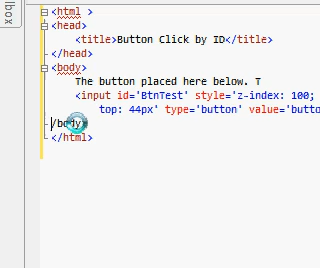 lbox
<html >
<head>
<title>Button Click by ID</title>
</head>
<body>
The button placed here below. T
<input id='BtnTest' style='z-index: 100;
top: 44px' type='button' value='butto
/body>
</html>